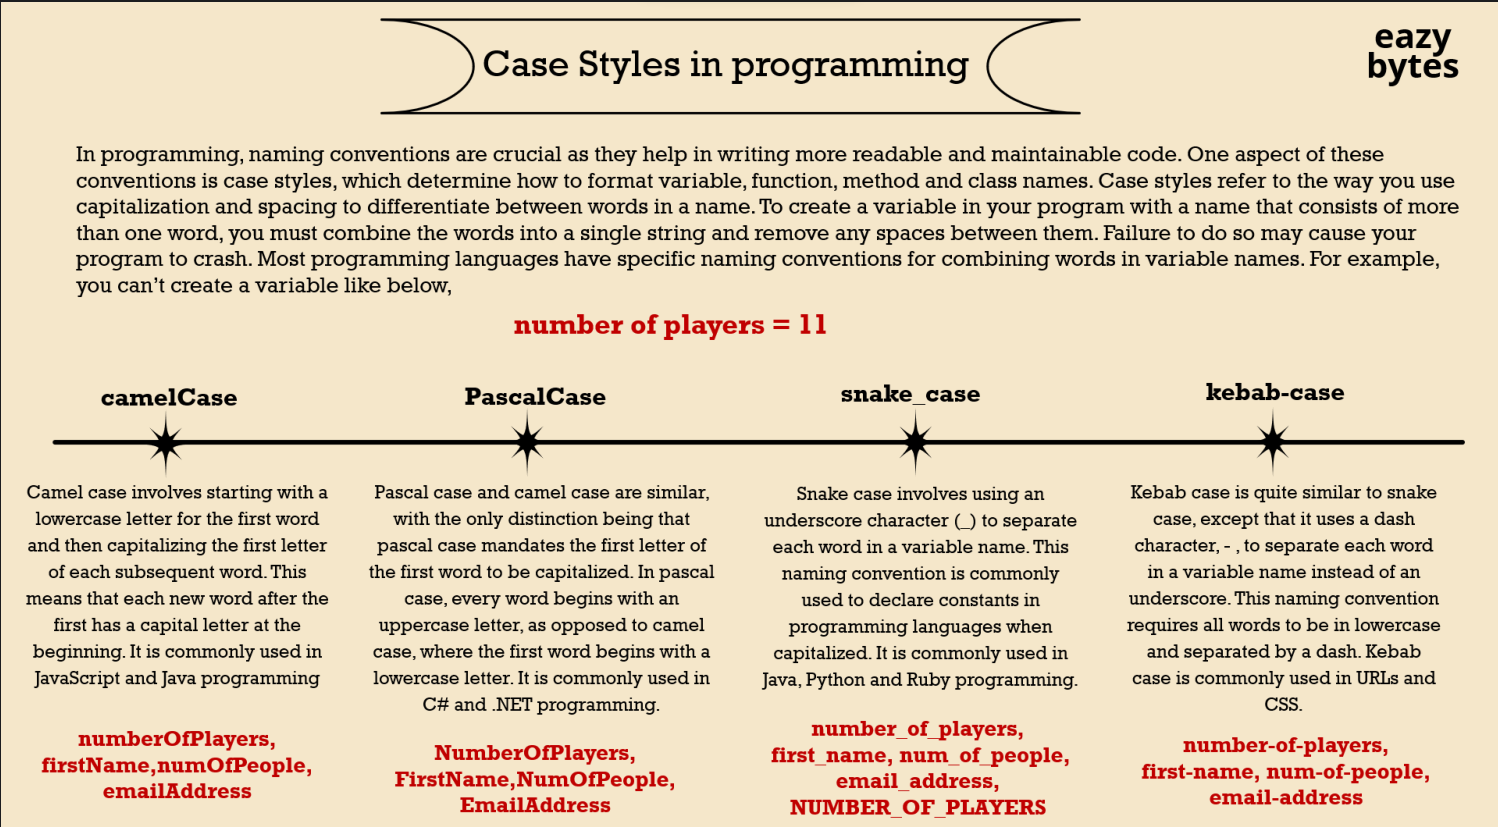 Case Styles in programming
eazy
bytes
In programming, naming conventions are crucial as they help in writing more readable and maintainable code. One aspect of these
conventions is case styles, which determine how to format variable, function, method and class names. Case styles refer to the way you use
capitalization and spacing to differentiate between words in a name. To create a variable in your program with a name that consists of more
than one word, you must combine the words into a single string and remove any spaces between them. Failure to do so may cause your
program to crash. Most programming languages have specific naming conventions for combining words in variable names. For example,
you can't create a variable like below,
number of players = 11
camelCase
Camel case involves starting with a
lowercase letter for the first word
and then capitalizing the first letter
of each subsequent word. This
means that each new word after the
first has a capital letter at the
beginning. It is commonly used in
JavaScript and Java programming
numberOfPlayers,
firstName,numOfPeople,
emailAddress
PascalCase
Pascal case and camel case are similar,
with the only distinction being that
pascal case mandates the first letter of
the first word to be capitalized. In pascal
case, every word begins with an
uppercase letter, as opposed to camel
case, where the first word begins with a
lowercase letter. It is commonly used in
C# and .NET programming.
NumberOfPlayers,
FirstName,NumOfPeople,
EmailAddress
snake_case
Snake case involves using an
underscore character (_) to separate
each word in a variable name. This
naming convention is commonly
used to declare constants in
programming languages when
capitalized. It is commonly used in
Java, Python and Ruby programming.
number_of_players,
first_name, num_of_people,
email_address,
NUMBER_OF_PLAYERS
kebab-case
Kebab case is quite similar to snake
case, except that it uses a dash
character, - , to separate each word
in a variable name instead of an
underscore. This naming convention
requires all words to be in lowercase
and separated by a dash. Kebab
case is commonly used in URLs and
CSS.
number-of-players,
first-name, num-of-people,
email-address